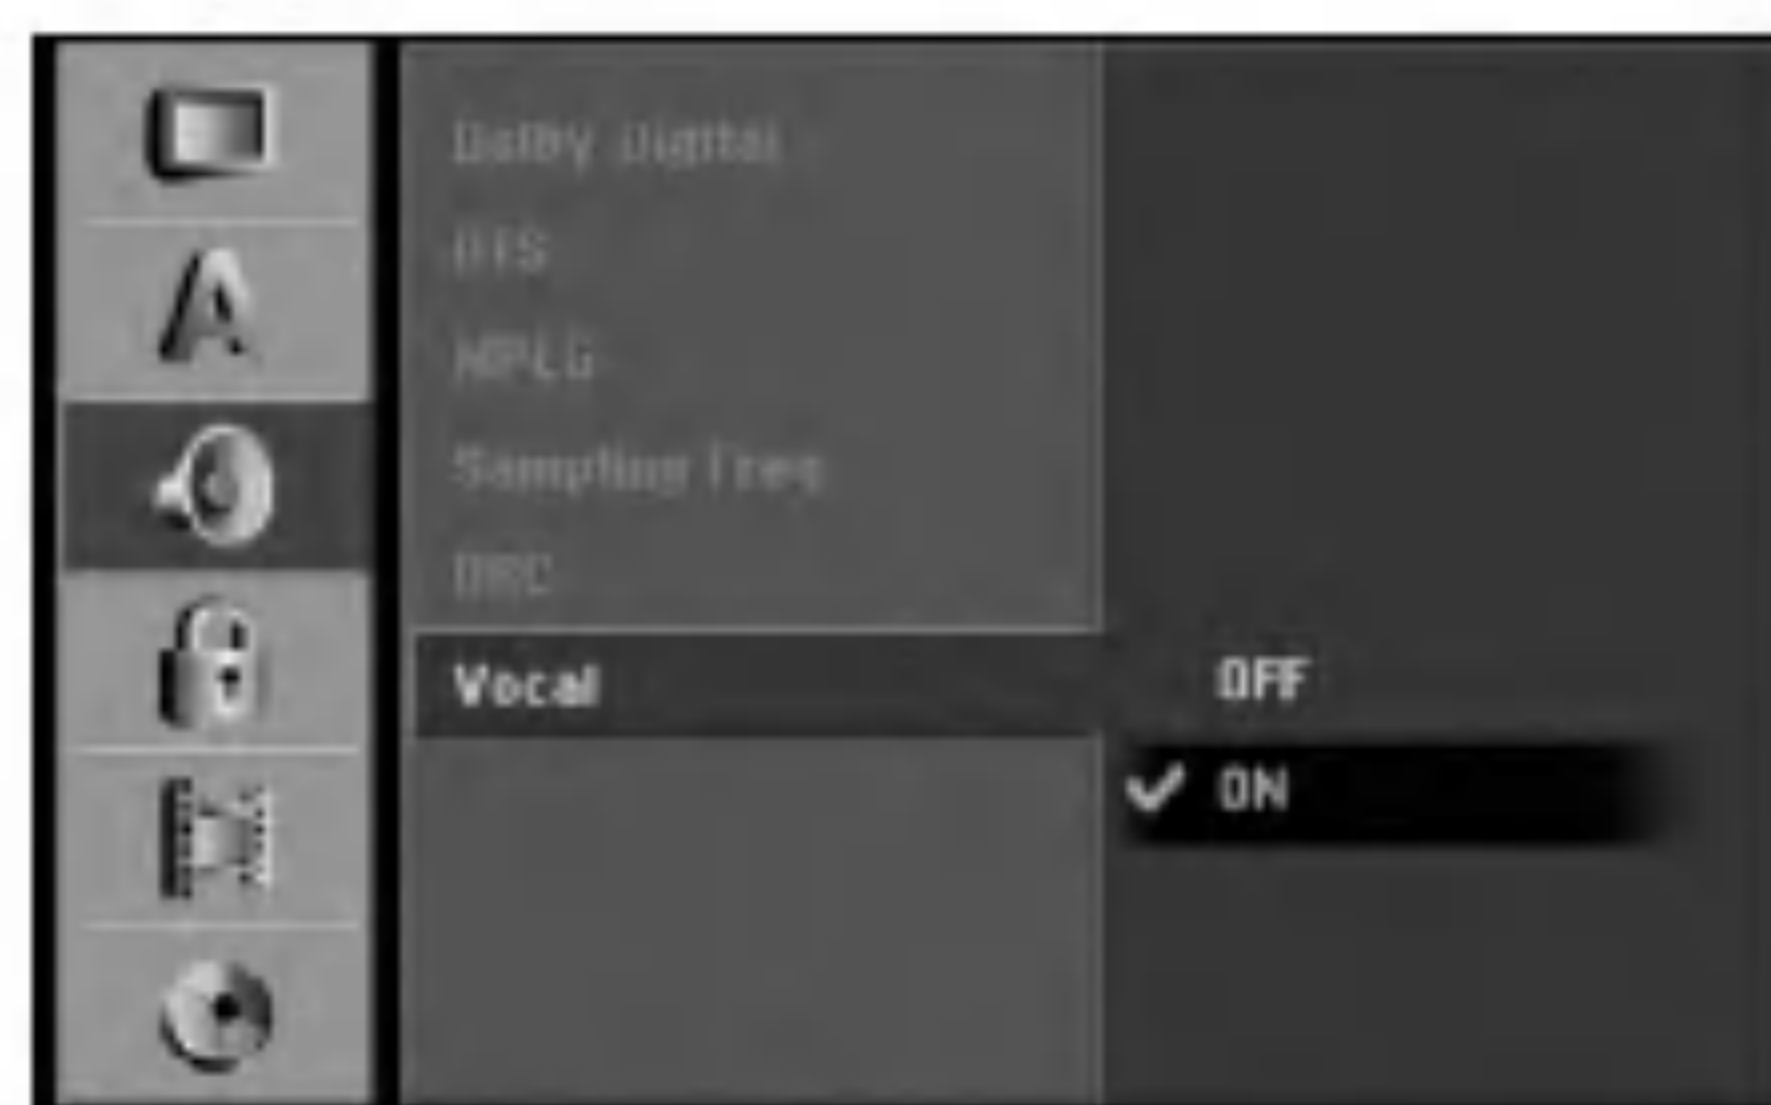 Dolby Digital
DTS
MPEG
Sampling Freq
DRC
Vocal
OFF
✔ ON